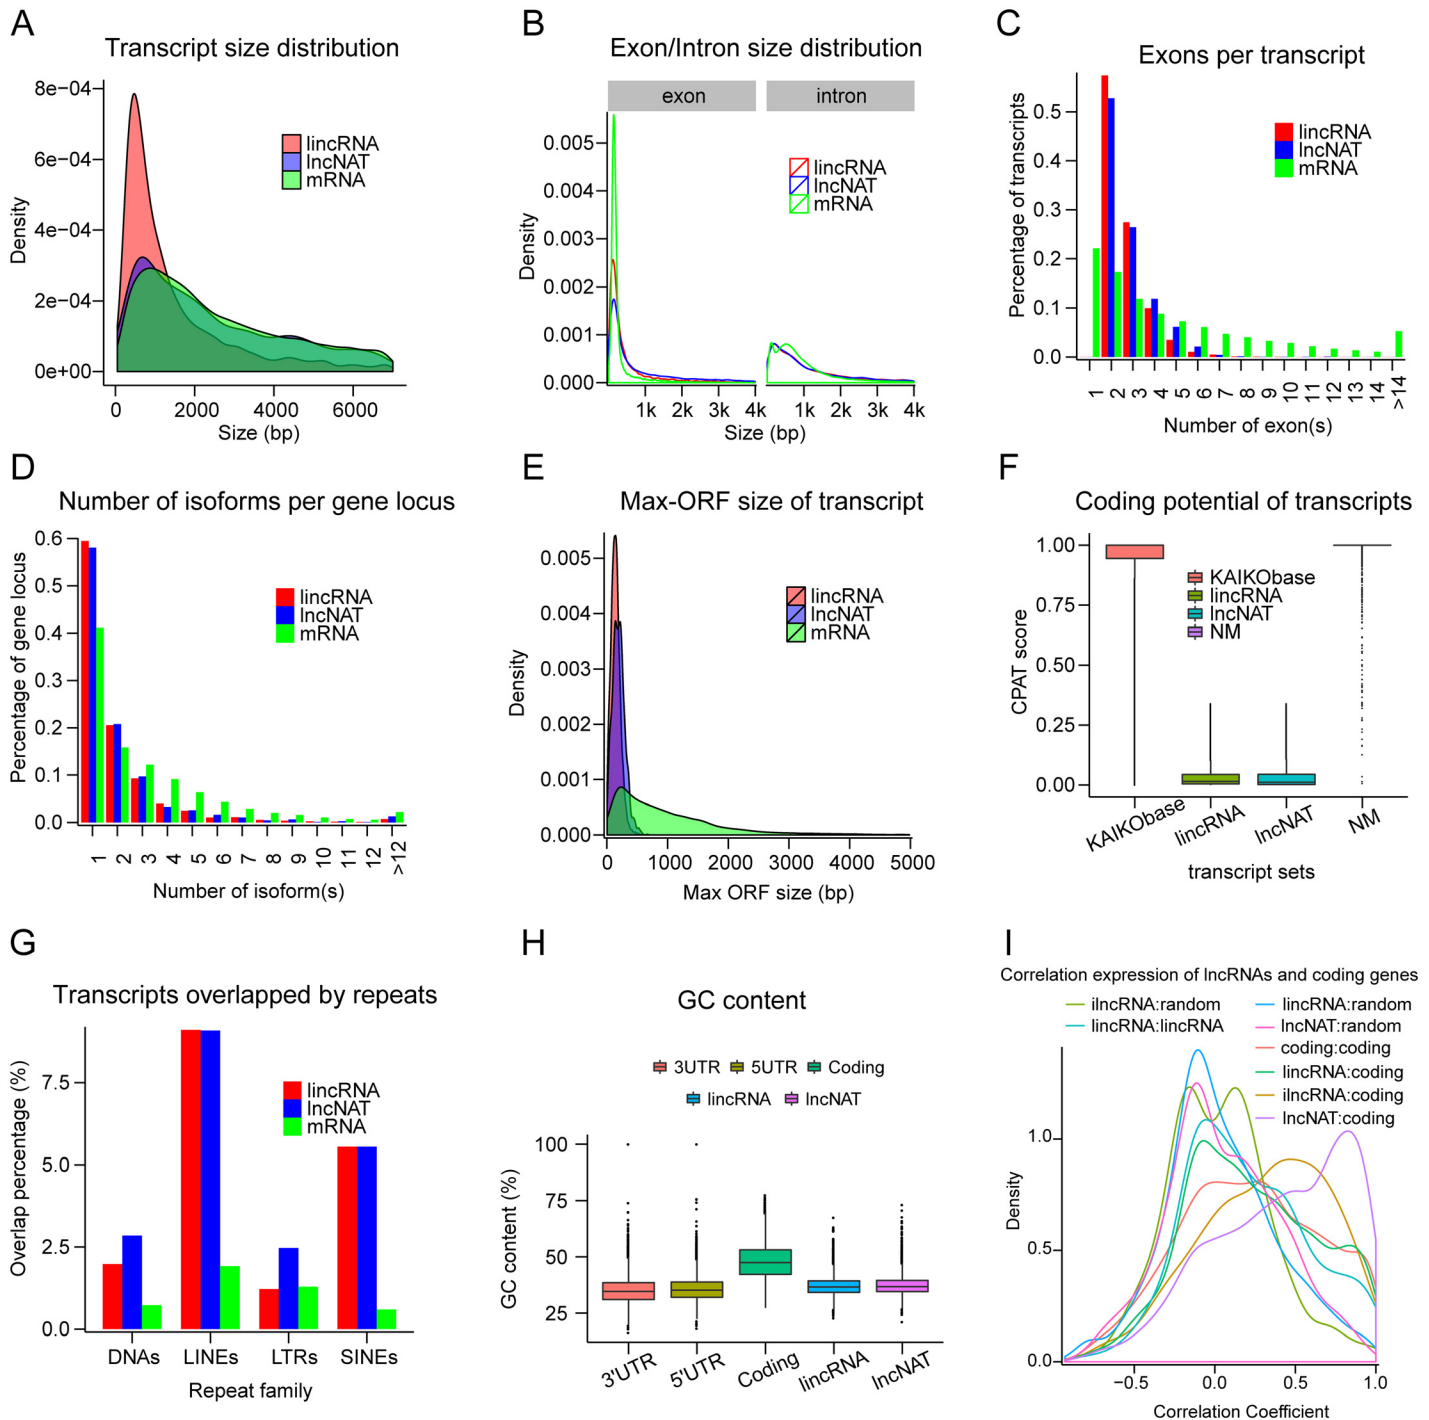 A
Transcript size distribution
8e−04
6e−04
4e−04
2e−04
0e+00
Density
lincRNA
lncNAT
mRNA
0 2000 4000 6000
Size (bp)
B
Exon/Intron size distribution
exon intron
0.005
0.004
0.003
0.002
0.001
0.000
Density
lincRNA
lncNAT
mRNA
1k 2k 3k 4k 1k 2k 3k 4k
Size (bp)
C
Exons per transcript
0.5
0.4
0.3
0.2
0.1
0.0
Percentage of transcripts
lincRNA
lncNAT
mRNA
1 2 3 4 5 6 7 8 9 10 11 12 13 14 >14
Number of exon(s)
D
Number of isoforms per gene locus
0.6
0.5
0.4
0.3
0.2
0.1
0.0
Percentage of gene locus
lincRNA
lncNAT
mRNA
1 2 3 4 5 6 7 8 9 10 11 12 >12
Number of isoform(s)
E
Max-ORF size of transcript
0.005
0.004
0.003
0.002
0.001
0.000
Density
lincRNA
lncNAT
mRNA
0 1000 2000 3000 4000 5000
Max ORF size (bp)
F
Coding potential of transcripts
1.00
0.75
0.50
0.25
0.00
CPAT score
KAIKObase
lincRNA
lncNAT
NM
KAIKObase lincRNA lncNAT NM
transcript sets
G
Transcripts overlapped by repeats
7.5
5.0
2.5
0.0
Overlap percentage (%)
lincRNA
lncNAT
mRNA
DNAs LINEs LTRs SINEs
Repeat family
H
GC content
3UTR 5UTR Coding
lincRNA lncNAT
100
75
50
25
GC content (%)
3'UTR 5'UTR Coding lincRNA lncNAT
I
Correlation expression of lncRNAs and coding genes
ilncRNA:random lincRNA:random
lincRNA:lincRNA lncNAT:random
coding:coding
lincRNA:coding
ilncRNA:coding
lncNAT:coding
1.0
0.5
0.0
Density
−0.5 0.0 0.5 1.0
Correlation Coefficient